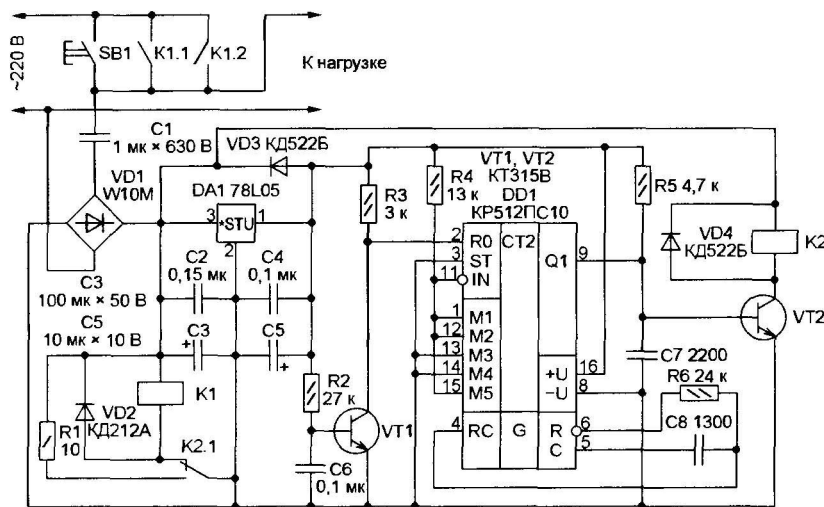 ~220 В
SB1
K1.1
K1.2
К нагрузке
C1
1 мк × 630 В
VD1
W10M
VD3 КД522Б
DA1 78L05
3
*STU
1
2
C2
0,15 мк
C4
0,1 мк
C3
100 мк × 50 В
C5
10 мк × 10 В
C3
+
C5
+
K1
VD2
КД212А
R1
10
K2.1
R2
27 к
C6
0,1 мк
VT1
R3
3 к
R4
13 к
VT1, VT2
КТ315В
DD1
КР512ПС10
2
R0
CT2
3
ST
11
IN
Q1
9
1
M1
12
M2
13
M3
14
M4
15
M5
+U
16
−U
8
4
RC
G
R
6
C
5
R5 4,7 к
VD4
КД522Б
K2
VT2
C7 2200
R6 24 к
C8 1300